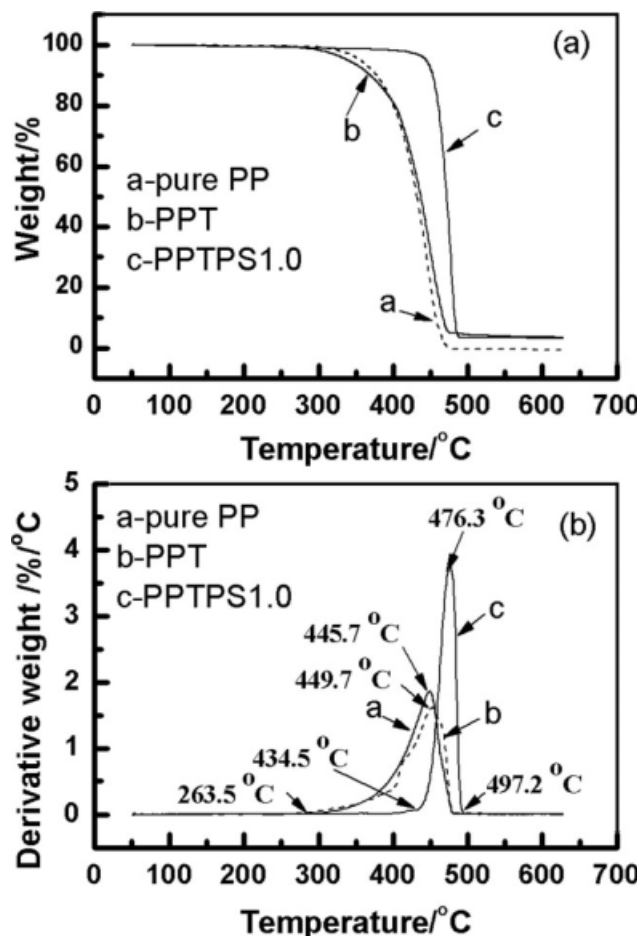 (a)
100
80
60
40
20
0
Weight/%
a-pure PP
b-PPT
c-PPTPS1.0
b
c
a
0 100 200 300 400 500 600 700
Temperature/°C
(b)
5
4
3
2
1
0
Derivative weight /%/°C
a-pure PP
b-PPT
c-PPTPS1.0
476.3 °C
c
445.7 °C
449.7 °C
a
b
434.5 °C
263.5 °C
497.2 °C
0 100 200 300 400 500 600 700
Temperature/°C